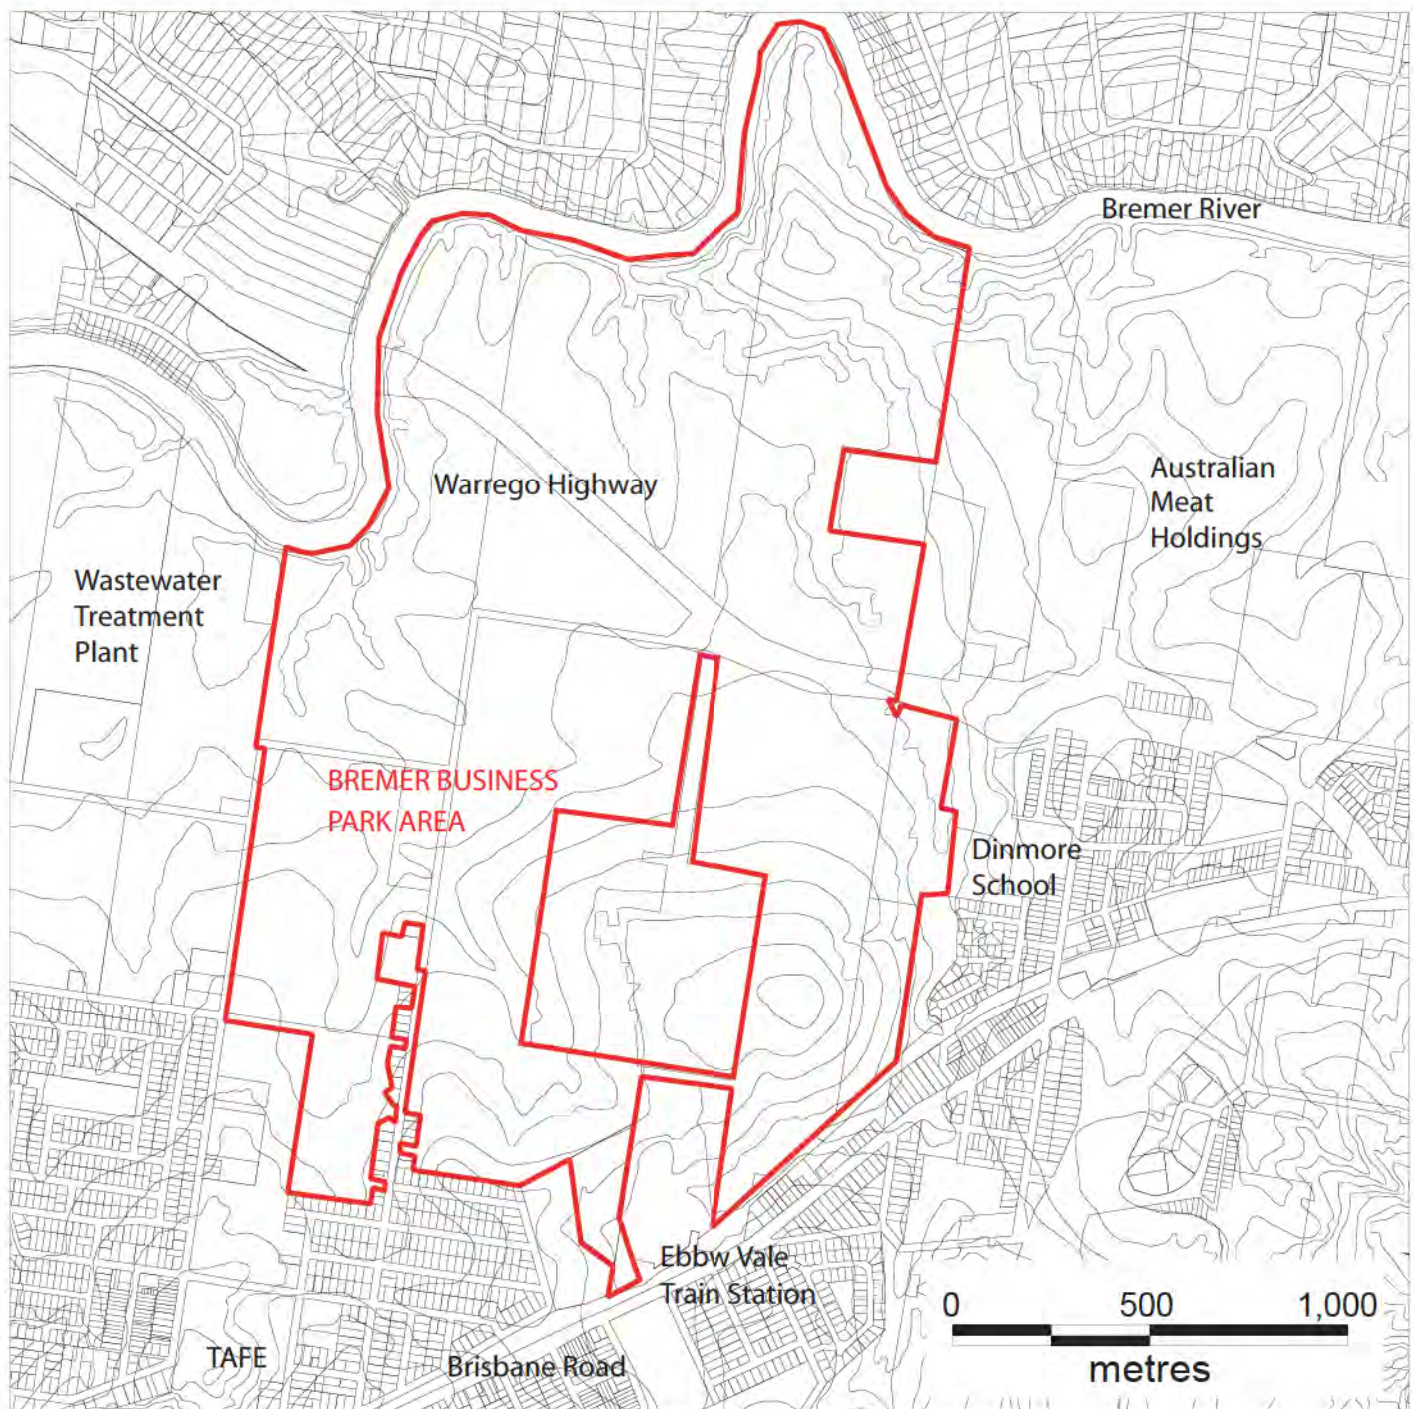 Bremer River
Warrego Highway
Australian
Meat
Holdings
Wastewater
Treatment
Plant
BREMER BUSINESS
PARK AREA
Dinmore
School
Ebbw Vale
Train Station
0 500 1,000
metres
TAFE
Brisbane Road